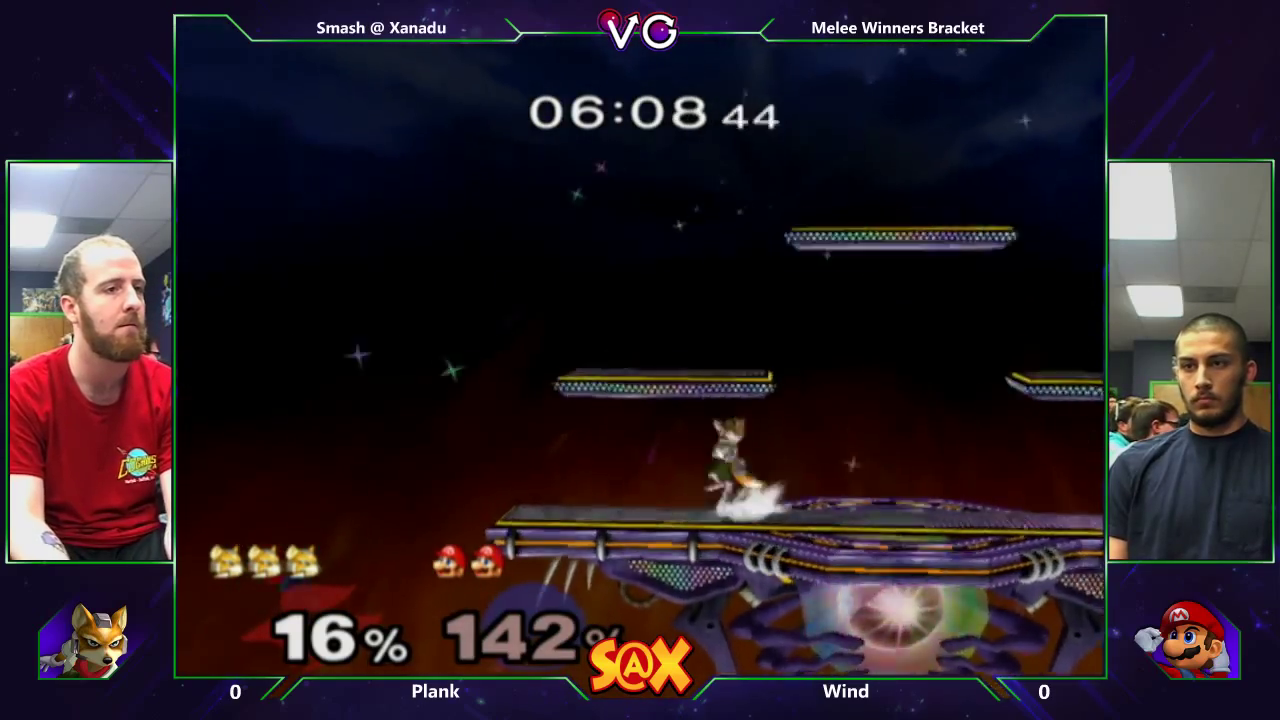 Smash @ Xanadu
VG
Melee Winners Bracket
06:08 44
16%
142%
S@X
0
Plank
Wind
0